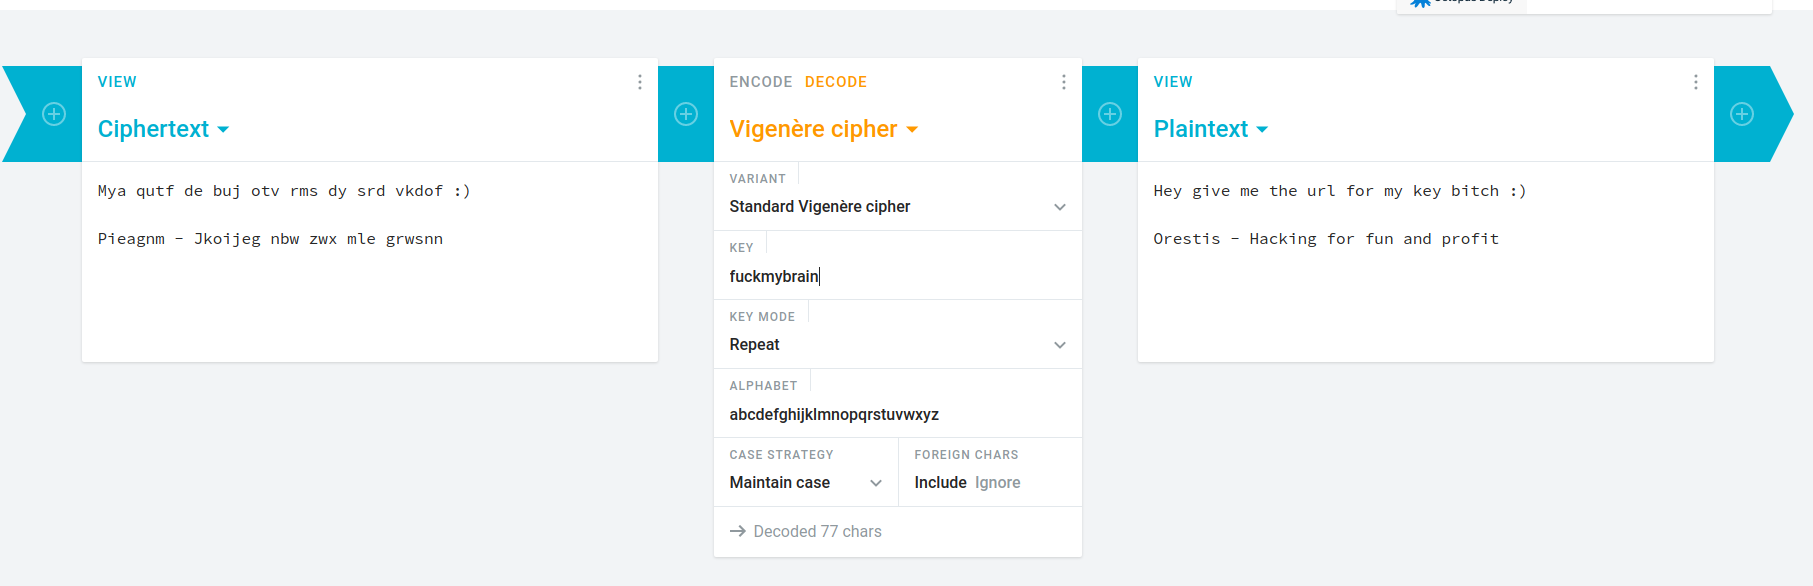 VIEW
Ciphertext
Mya qutf de buj otv rms dy srd vkdof :)
Pieagnm - Jkoijeg nbw zwx mle grwsnn
ENCODE DECODE
Vigenère cipher
VARIANT
Standard Vigenère cipher
KEY
fuckmybrain
KEY MODE
Repeat
ALPHABET
abcdefghijklmnopqrstuvwxyz
CASE STRATEGY
Maintain case
FOREIGN CHARS
Include Ignore
→ Decoded 77 chars
VIEW
Plaintext
Hey give me the url for my key bitch :)
Orestis - Hacking for fun and profit